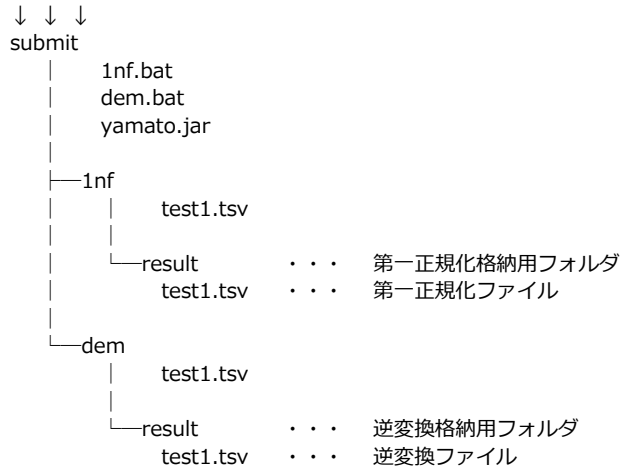 ↓ ↓ ↓
submit
│ 1nf.bat
│ dem.bat
│ yamato.jar
│
├─1nf
│ │ test1.tsv
│ │
│ └─result ・・・ 第一正規化格納用フォルダ
│ test1.tsv ・・・ 第一正規化ファイル
│
└─dem
│ test1.tsv
│
└─result ・・・ 逆変換格納用フォルダ
test1.tsv ・・・ 逆変換ファイル